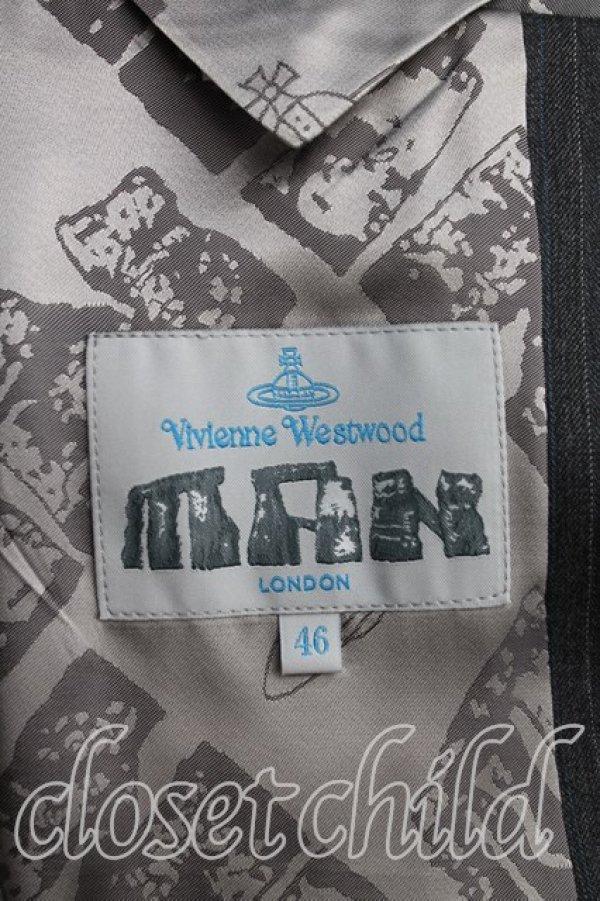 Vivienne Westwood
MAN
LONDON
46
closet child